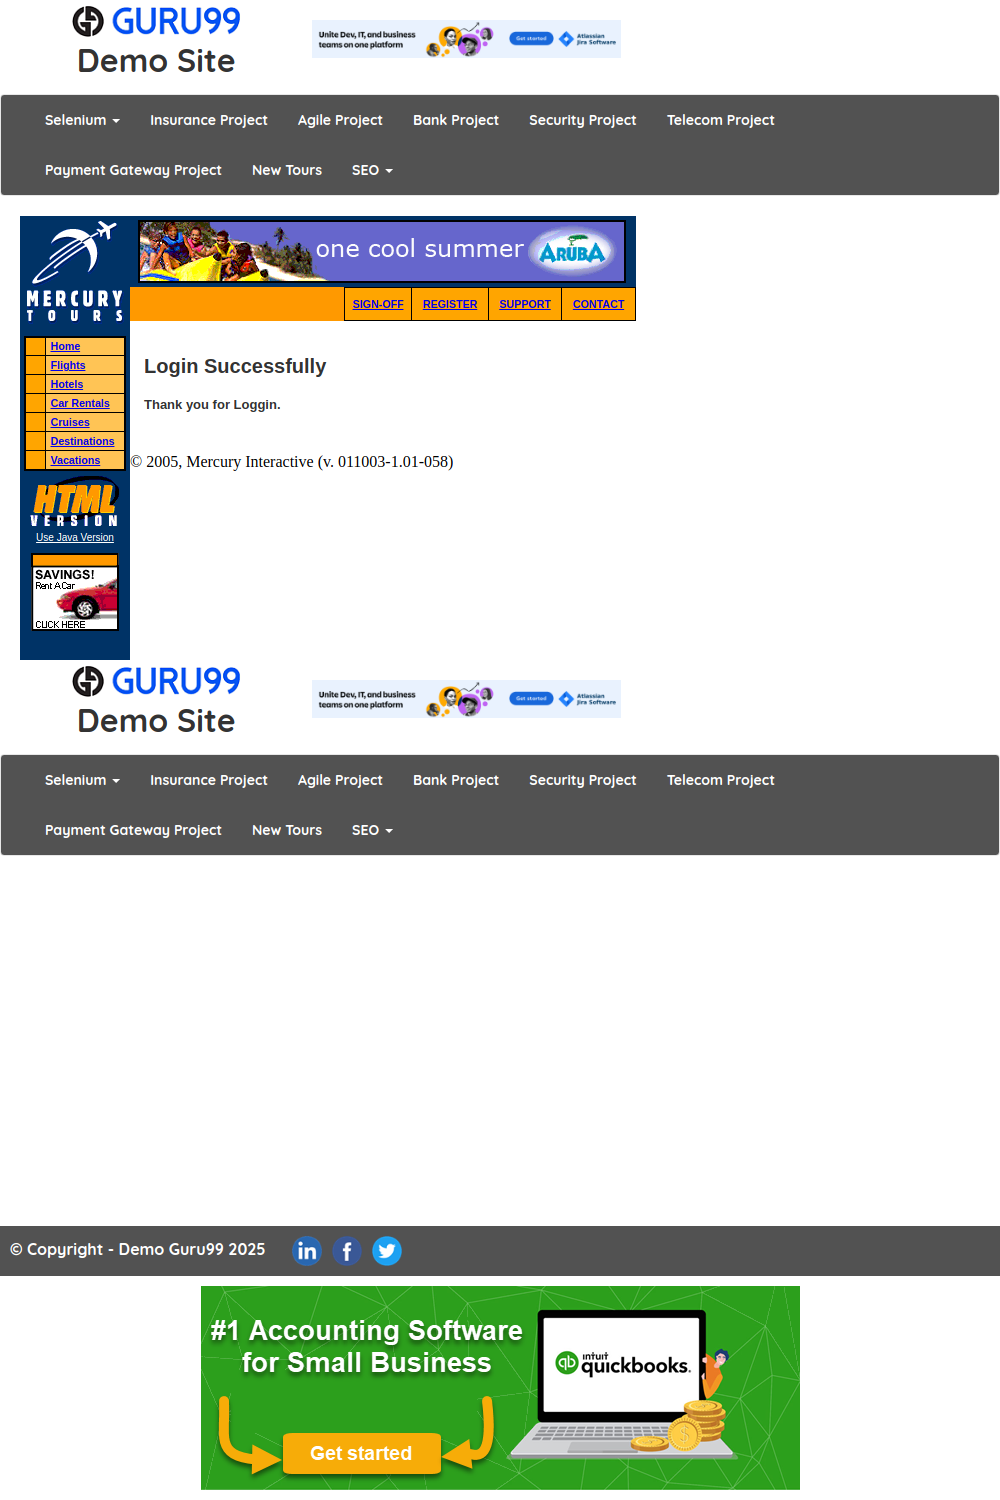 GURU99
Demo Site
Unite Dev, IT, and business
teams on one platform
Get started
Atlassian
Jira Software
Selenium Insurance Project Agile Project Bank Project Security Project Telecom Project
Payment Gateway Project New Tours SEO
MERCURY
TOURS
one cool summer
ARUBA
SIGN-OFF REGISTER SUPPORT CONTACT
Home
Flights
Hotels
Car Rentals
Cruises
Destinations
Vacations
Login Successfully
Thank you for Loggin.
© 2005, Mercury Interactive (v. 011003-1.01-058)
HTML
VERSION
Use Java Version
SAVINGS!
Rent A Car
CLICK HERE
GURU99
Demo Site
Unite Dev, IT, and business
teams on one platform
Get started
Atlassian
Jira Software
Selenium Insurance Project Agile Project Bank Project Security Project Telecom Project
Payment Gateway Project New Tours SEO
© Copyright - Demo Guru99 2025
#1 Accounting Software
for Small Business
Get started
qb intuit
quickbooks.